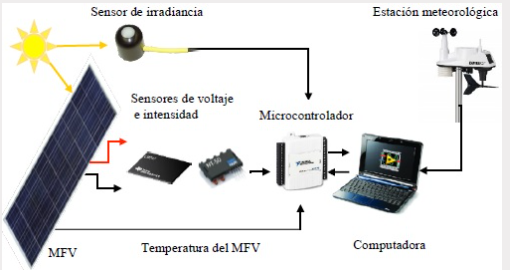 Sensor de irradiancia
Estación meteorológica
Sensores de voltaje
e intensidad
Microcontrolador
MFV
Temperatura del MFV
Computadora